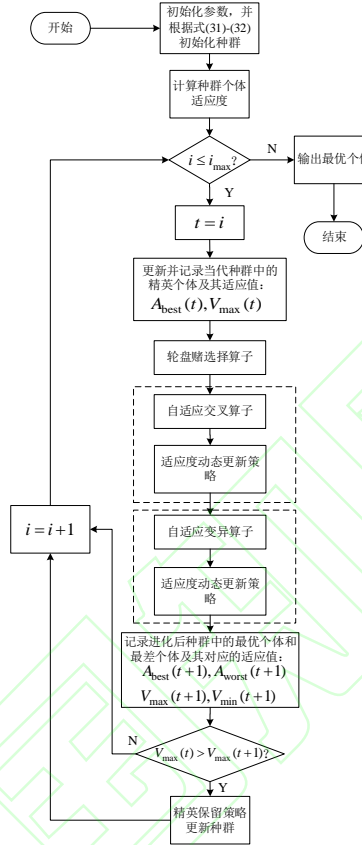 开始
初始化参数，并
根据式(31)-(32)
初始化种群
计算种群个体
适应度
i ≤ i_max?
N
输出最优个体
结束
Y
t = i
更新并记录当代种群中的
精英个体及其适应值：
A_best(t), V_max(t)
轮盘赌选择算子
自适应交叉算子
适应度动态更新策
略
自适应变异算子
适应度动态更新策
略
i = i+1
记录进化后种群中的最优个体和
最差个体及其对应的适应值：
A_best(t+1), A_worst(t+1)
V_max(t+1), V_min(t+1)
N
V_max(t) > V_max(t+1)?
Y
精英保留策略
更新种群